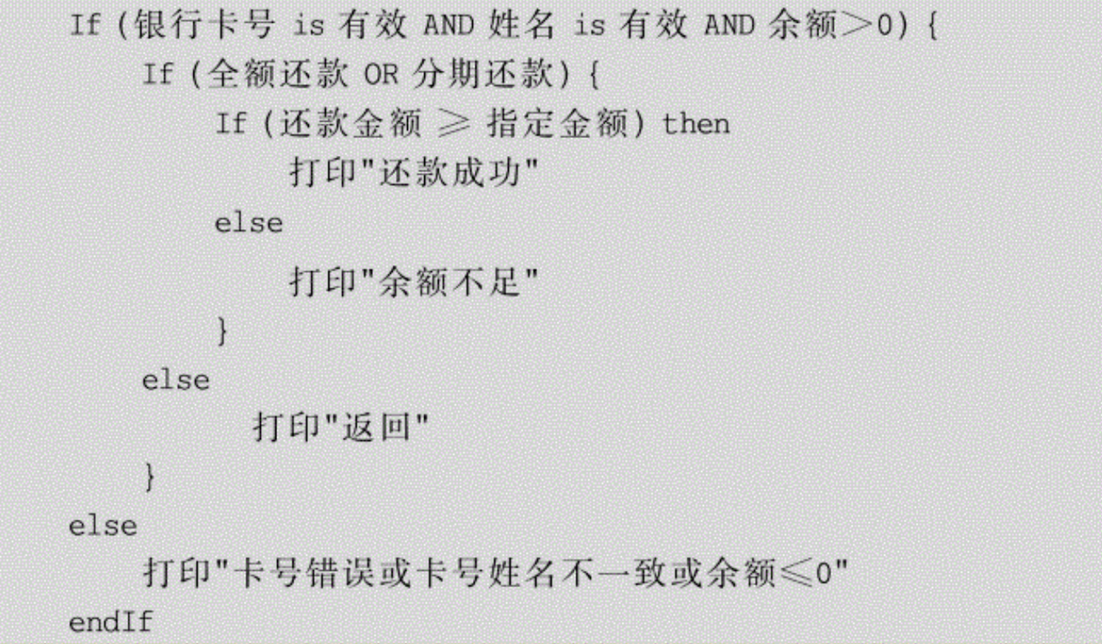 If (银行卡号 is 有效 AND 姓名 is 有效 AND 余额>0) {
If (全额还款 OR 分期还款) {
If (还款金额 ⩾ 指定金额) then
打印"还款成功"
else
打印"余额不足"
}
else
打印"返回"
}
else
打印"卡号错误或卡号姓名不一致或余额⩽0"
endIf